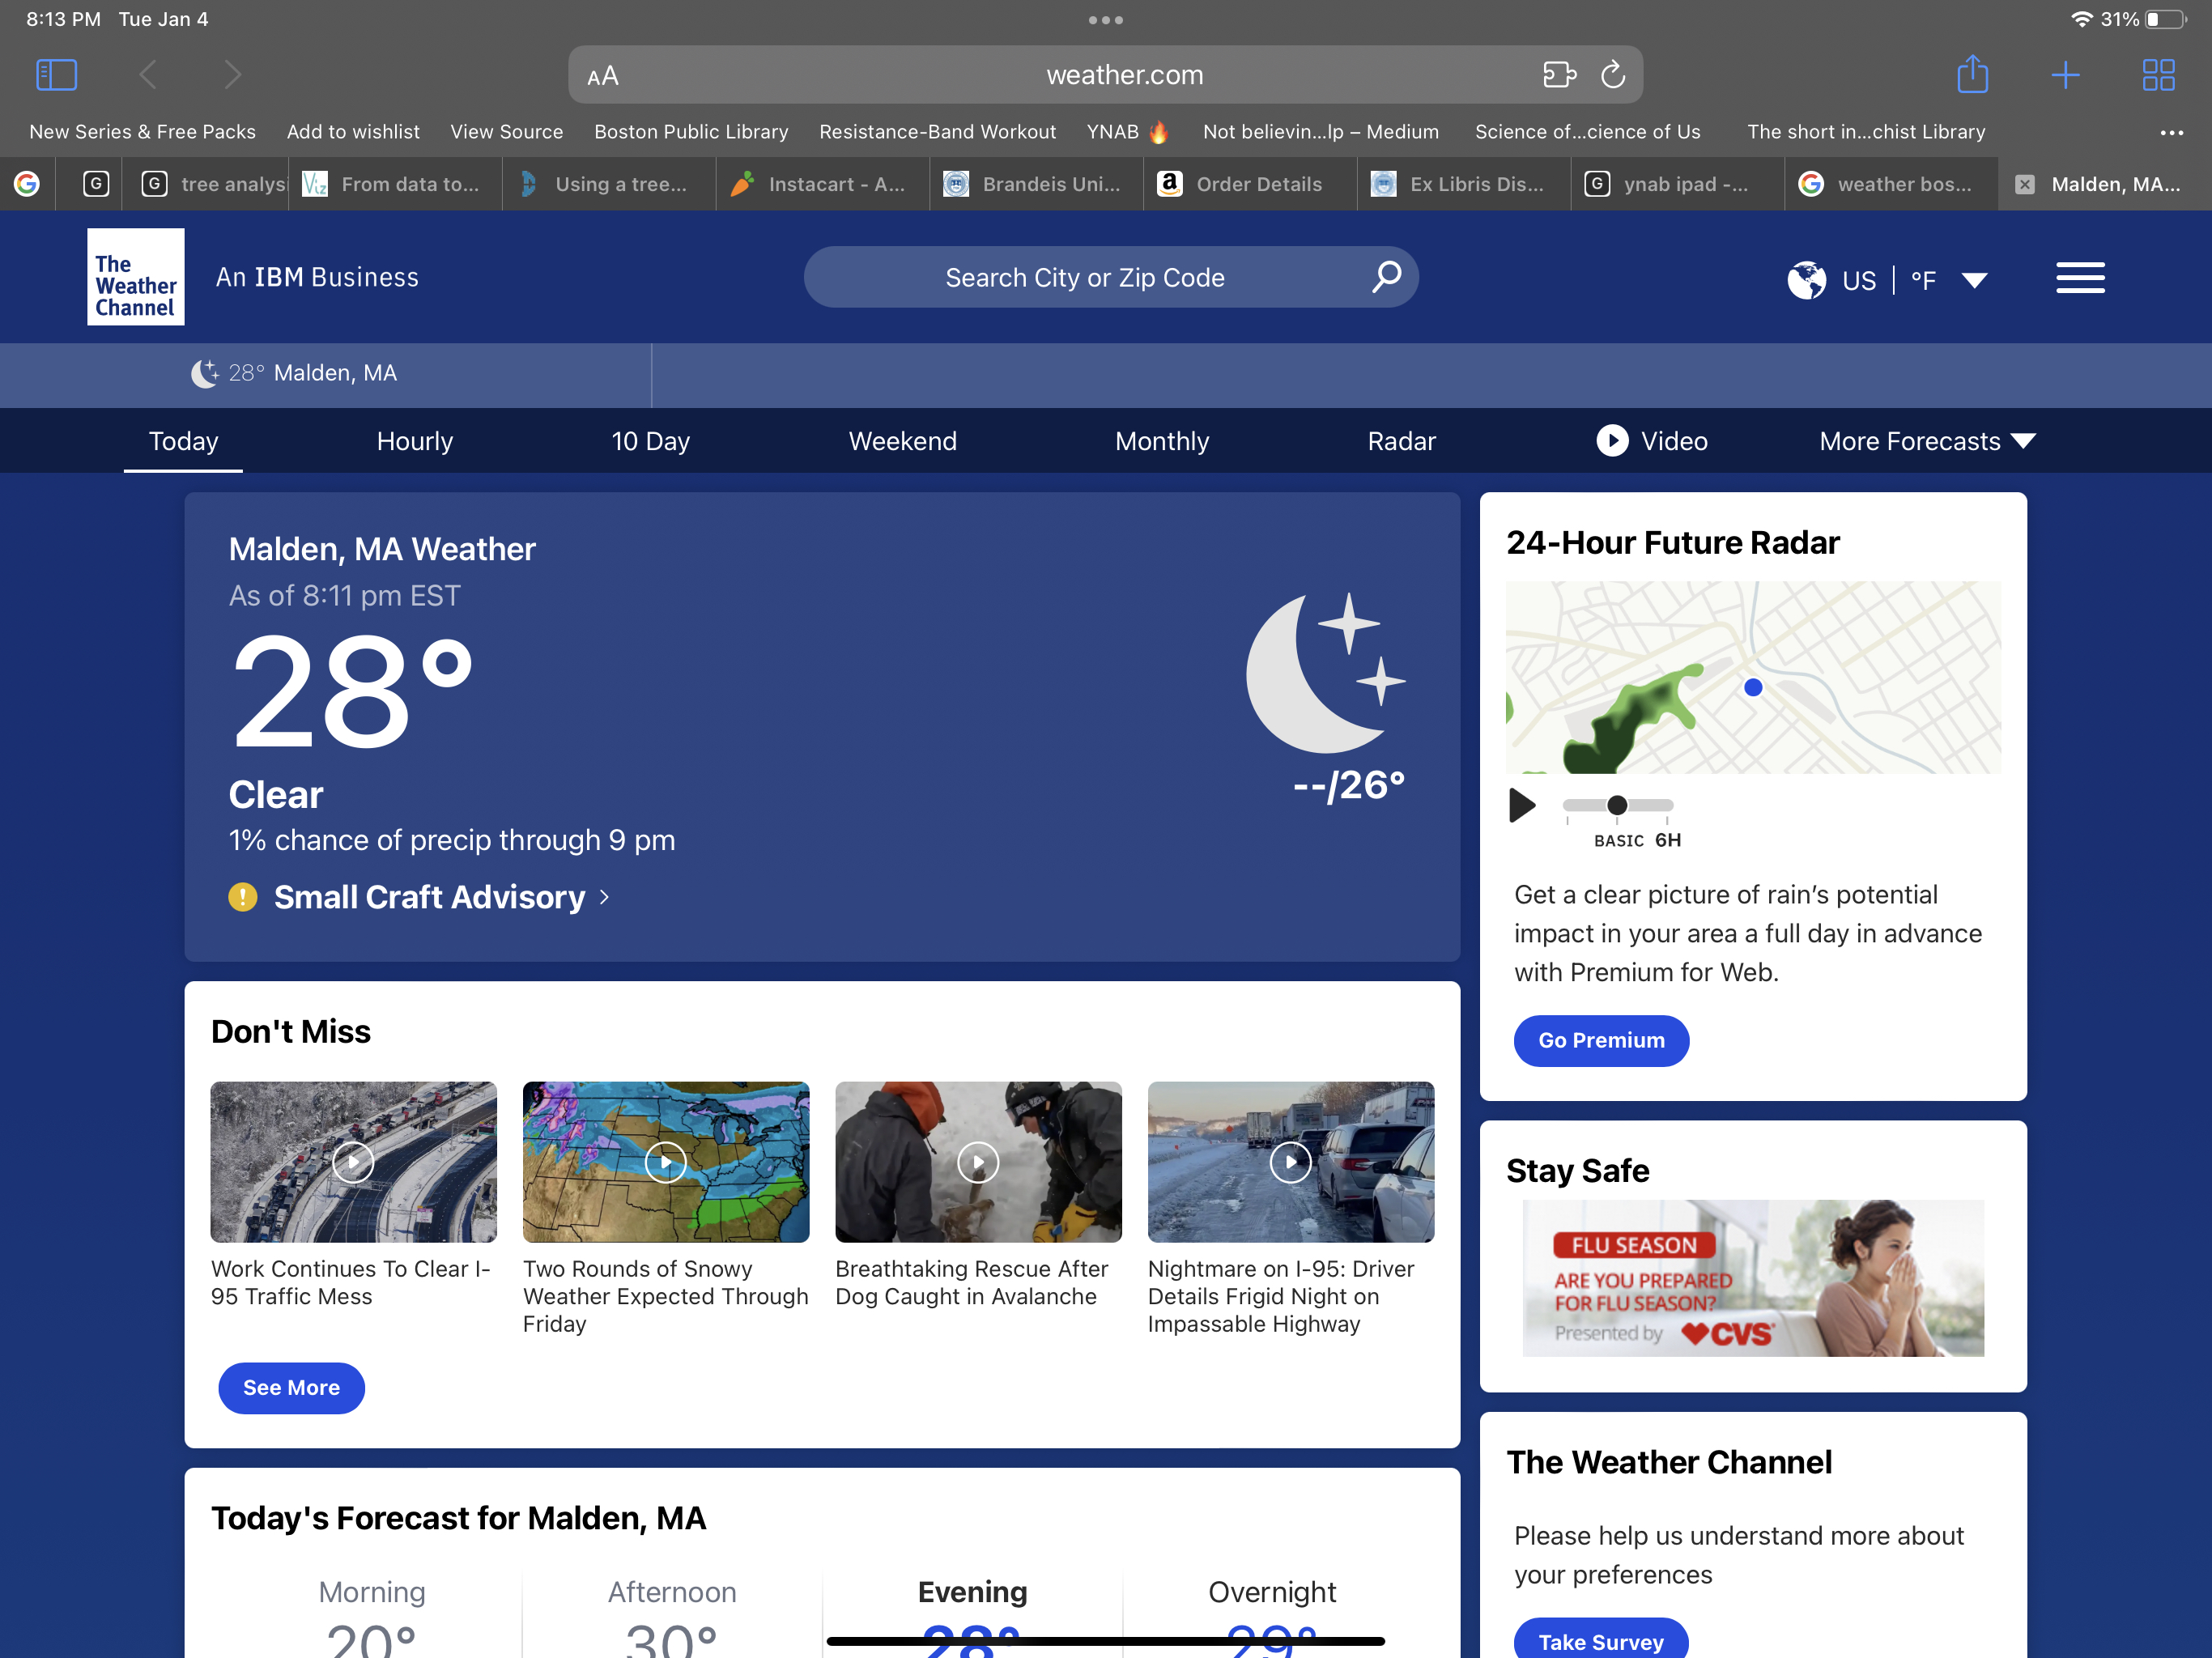 8:13 PM Tue Jan 4
31%
AA
weather.com
New Series & Free Packs
Add to wishlist
View Source
Boston Public Library
Resistance-Band Workout
YNAB 🔥
Not believin...lp – Medium
Science of...cience of Us
The short in...chist Library
tree analysi
From data to...
Using a tree...
Instacart - A...
Brandeis Uni...
Order Details
Ex Libris Dis...
ynab ipad -...
weather bos...
Malden, MA...
The
Weather
Channel
An IBM Business
Search City or Zip Code
US | °F
28° Malden, MA
Today
Hourly
10 Day
Weekend
Monthly
Radar
Video
More Forecasts
Malden, MA Weather
As of 8:11 pm EST
28°
Clear
1% chance of precip through 9 pm
--/26°
Small Craft Advisory
24-Hour Future Radar
BASIC 6H
Get a clear picture of rain's potential
impact in your area a full day in advance
with Premium for Web.
Go Premium
Don't Miss
Work Continues To Clear I-
95 Traffic Mess
Two Rounds of Snowy
Weather Expected Through
Friday
Breathtaking Rescue After
Dog Caught in Avalanche
Nightmare on I-95: Driver
Details Frigid Night on
Impassable Highway
See More
Stay Safe
FLU SEASON
ARE YOU PREPARED
FOR FLU SEASON?
Presented by CVS
The Weather Channel
Please help us understand more about
your preferences
Take Survey
Today's Forecast for Malden, MA
Morning
Afternoon
Evening
Overnight
20°
30°
28°
29°